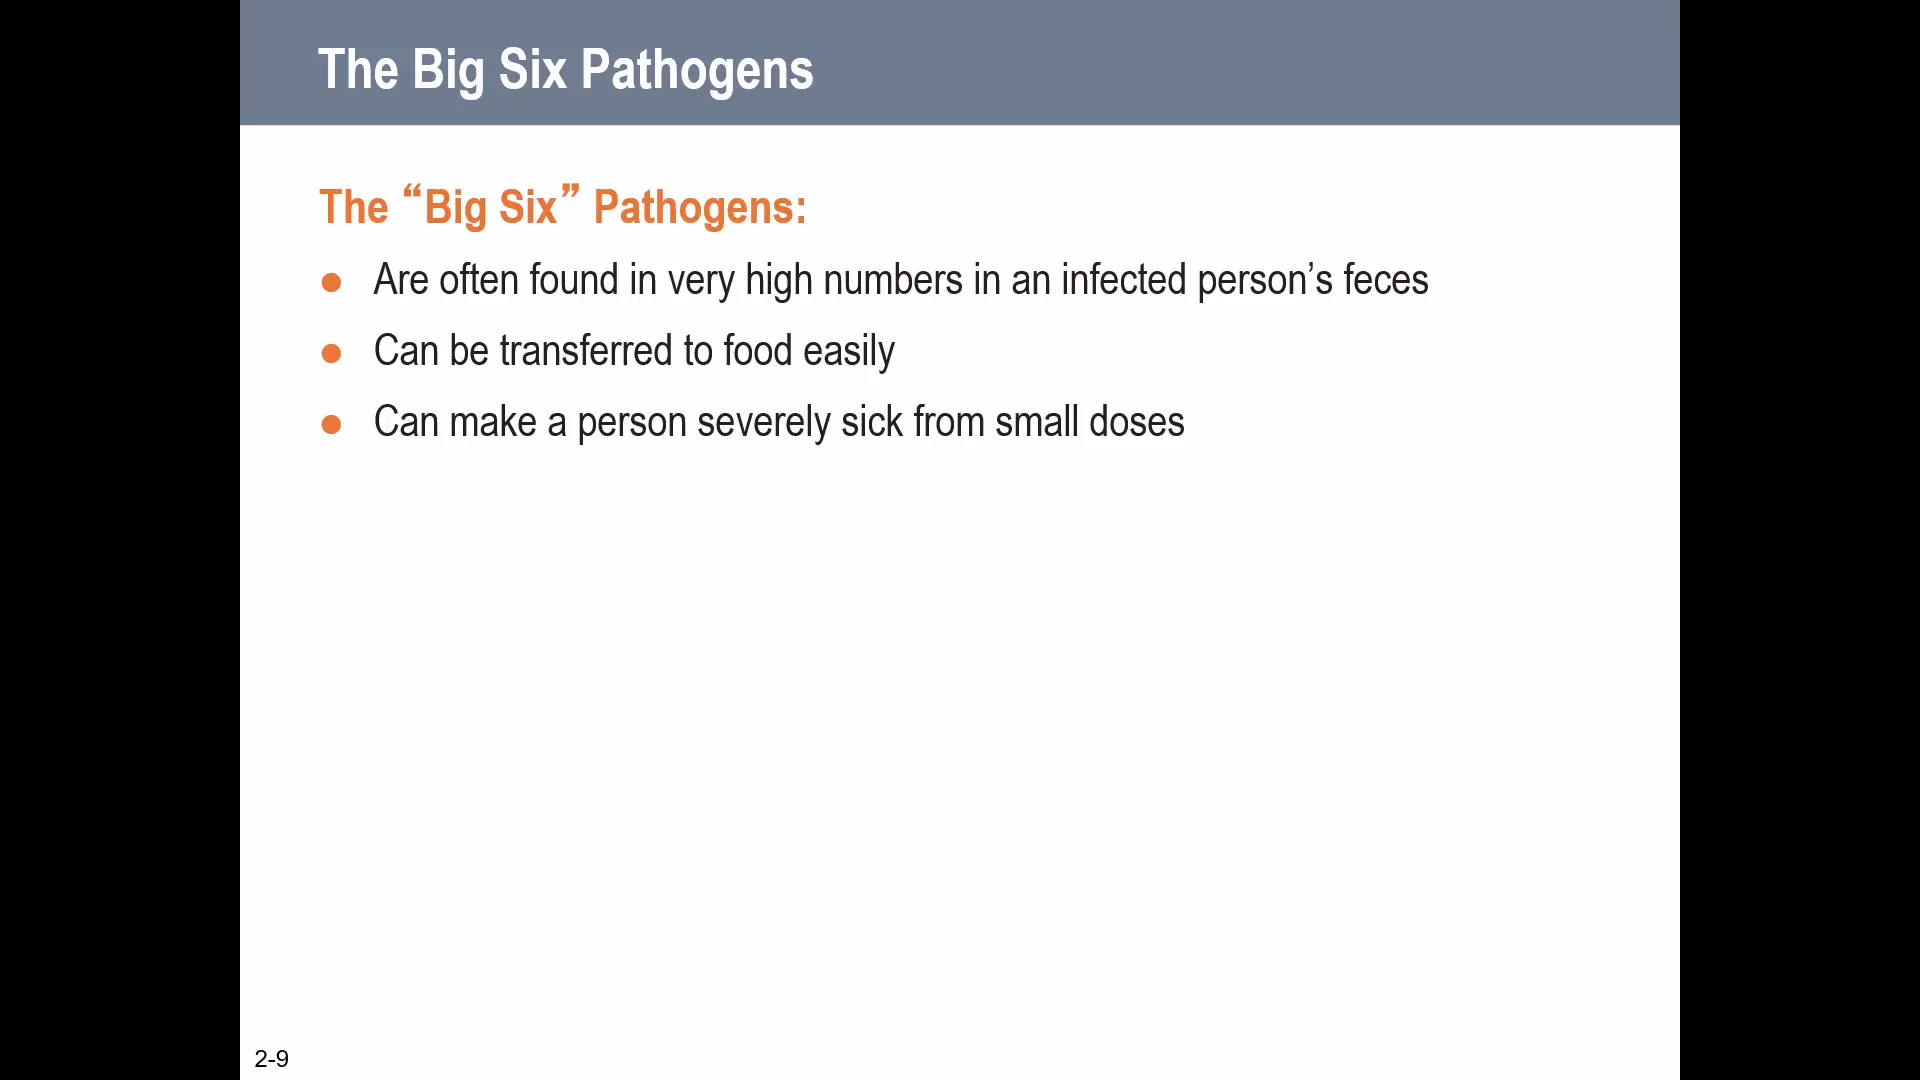 The Big Six Pathogens
The “Big Six” Pathogens:
● Are often found in very high numbers in an infected person’s feces
● Can be transferred to food easily
● Can make a person severely sick from small doses
2-9